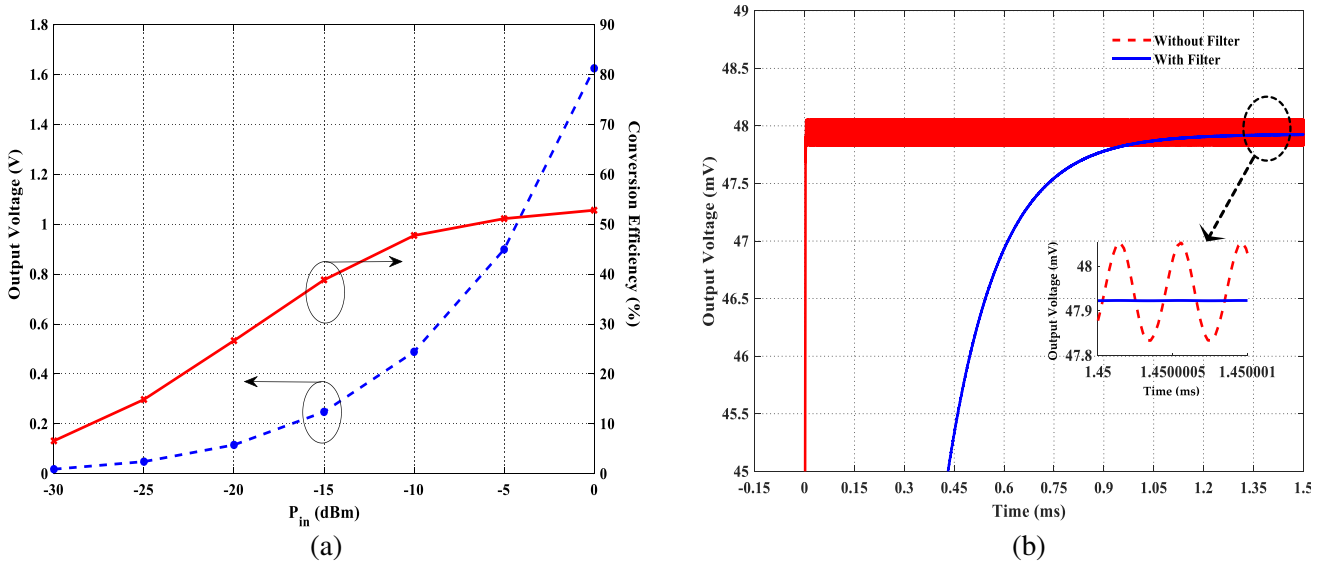 1.8
1.6
1.4
1.2
1
0.8
0.6
0.4
0.2
0
Output Voltage (V)
90
80
70
60
50
40
30
20
10
0
Conversion Efficiency (%)
-30 -25 -20 -15 -10 -5 0
P_in (dBm)
(a)
49
48.5
48
47.5
47
46.5
46
45.5
45
Output Voltage (mV)
Without Filter
With Filter
48
47.9
47.8
Output Voltage (mV)
1.45 1.4500005 1.450001
Time (ms)
-0.15 0 0.15 0.3 0.45 0.6 0.75 0.9 1.05 1.2 1.35 1.5
Time (ms)
(b)